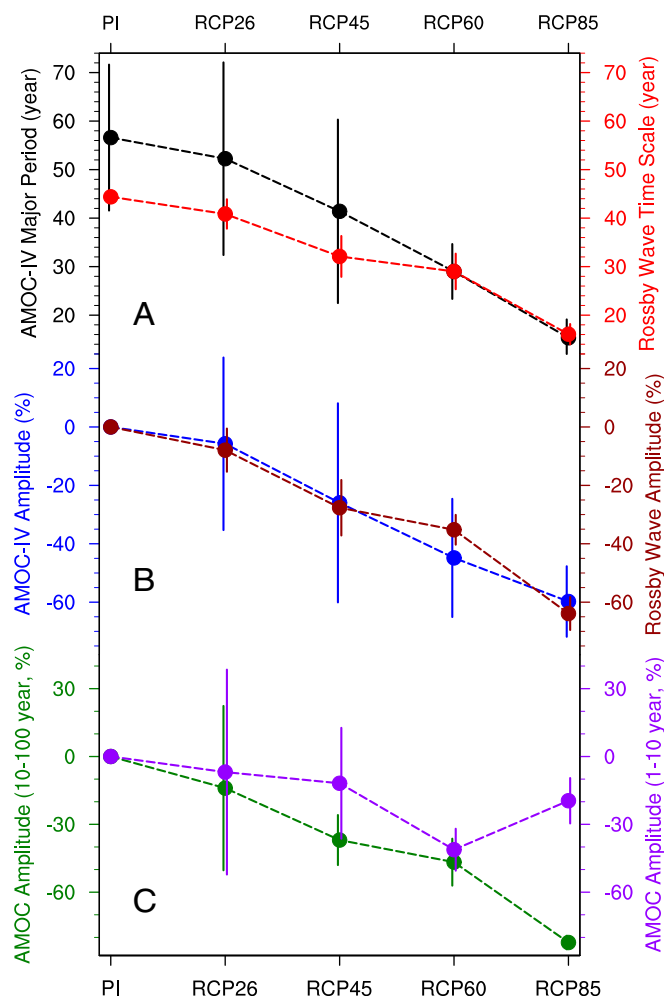 PI RCP26 RCP45 RCP60 RCP85
AMOC-IV Major Period (year)
70
60
50
40
30
20
A
70
60
50
40
30
20
Rossby Wave Time Scale (year)
AMOC-IV Amplitude (%)
20
0
-20
-40
-60
B
20
0
-20
-40
-60
Rossby Wave Amplitude (%)
AMOC Amplitude (10-100 year, %)
30
0
-30
-60
C
30
0
-30
-60
AMOC Amplitude (1-10 year, %)
PI RCP26 RCP45 RCP60 RCP85